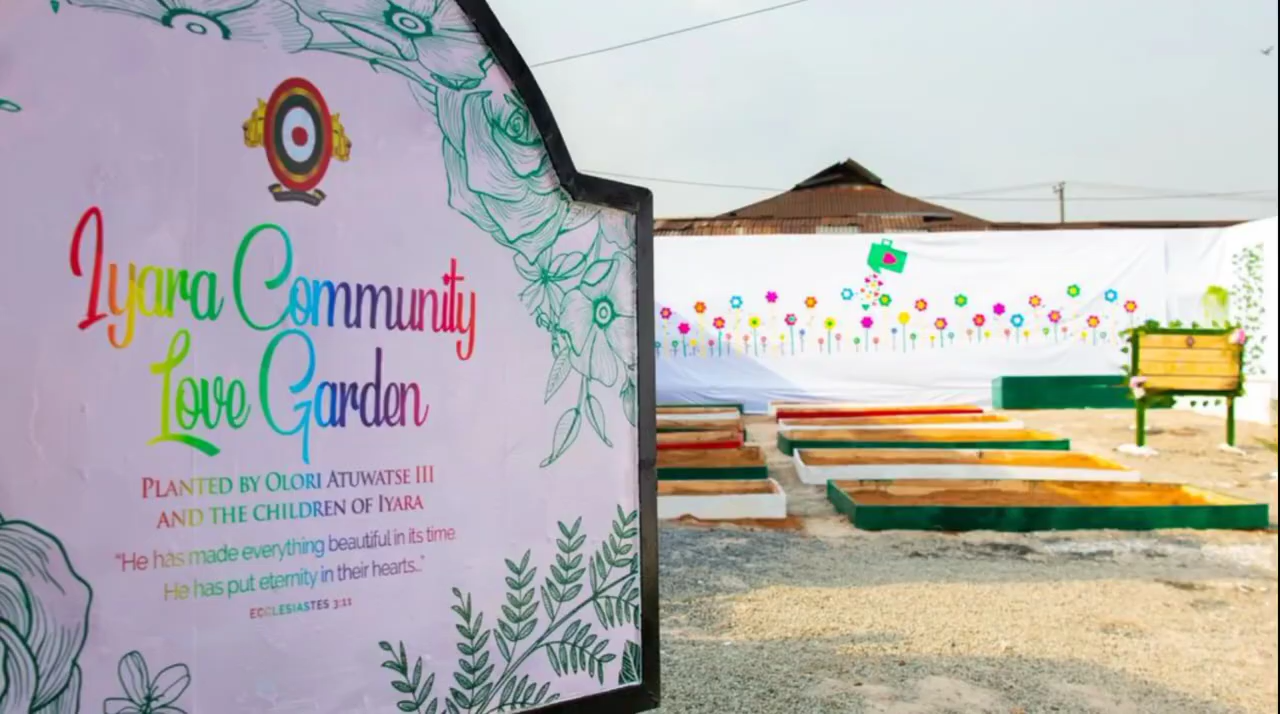 Iyara Community
Love Garden
PLANTED BY OLORI ATUWATSE III
AND THE CHILDREN OF IYARA
“He has made everything beautiful in its time.
He has put eternity in their hearts...”
ECCLESIASTES 3:11